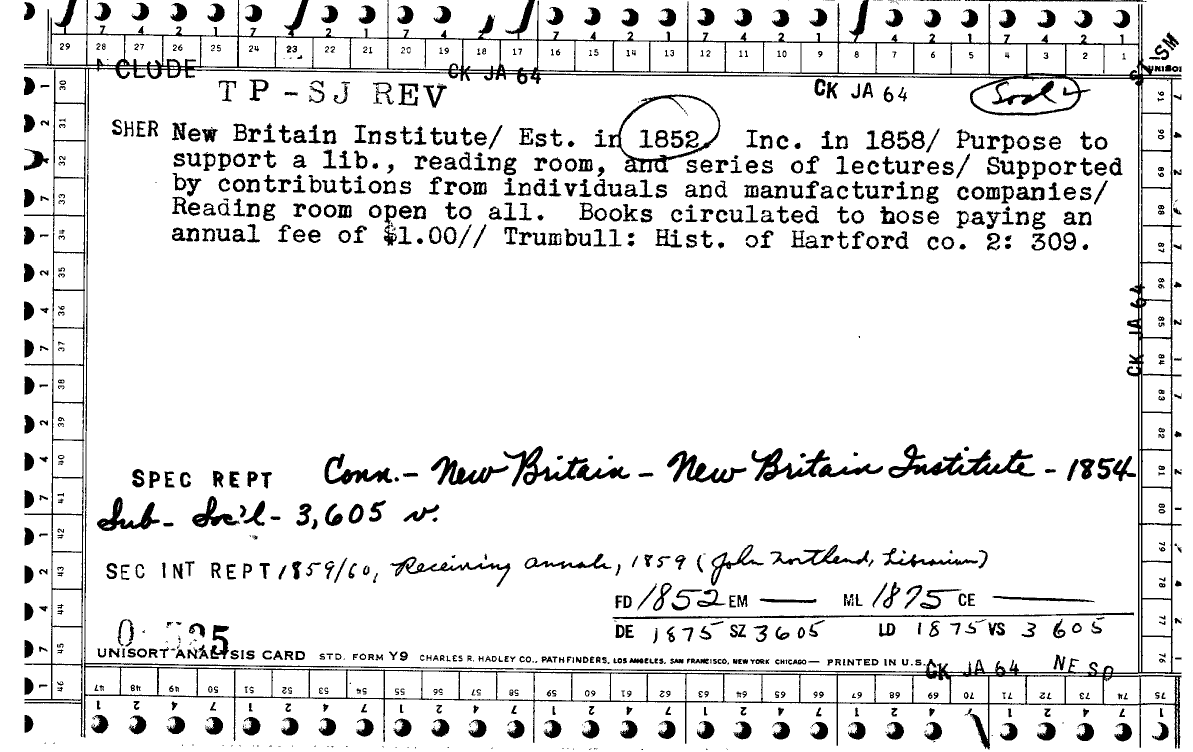 7 4 2 1 7 4 2 1 7 4 2 1 7 4 2 1 7 4 2 1 7 4 2 1
29 28 27 26 25 24 23 22 21 20 19 18 17 16 15 14 13 12 11 10 9 8 7 6 5 4 3 2 1
CLUDE CK JA 64 SM
TP-SJ REV CK JA 64
SHER New Britain Institute/ Est. in 1852. Inc. in 1858/ Purpose to
support a lib., reading room, and series of lectures/ Supported
by contributions from individuals and manufacturing companies/
Reading room open to all. Books circulated to hose paying an
annual fee of $1.00// Trumbull: Hist. of Hartford co. 2: 309.
30 31 32 33 34 35 36 37 38 39 40 41 42 43 44 45 46
91 90 89 88 87 86 85 84 83 82 81 80 79 78 77 76
CK JA 64
SPEC REPT Conn. - New Britain - New Britain Institute - 1854
Sub - Soc'l - 3,605 v.
SEC INT REPT 1859/60, Receiving annals, 1859 (John Northend, Librarian)
FD 1852 EM — ML 1875 CE —
DE 1875 SZ 3605 LD 1875 VS 3 605
UNISORT ANALYSIS CARD STD. FORM Y9 CHARLES R. HADLEY CO., PATHFINDERS, LOS ANGELES, SAN FRANCISCO, NEW YORK CHICAGO — PRINTED IN U.S.
CK JA 64 NE SP
47 48 49 50 51 52 53 54 55 56 57 58 59 60 61 62 63 64 65 66 67 68 69 70 71 72 73 74 75